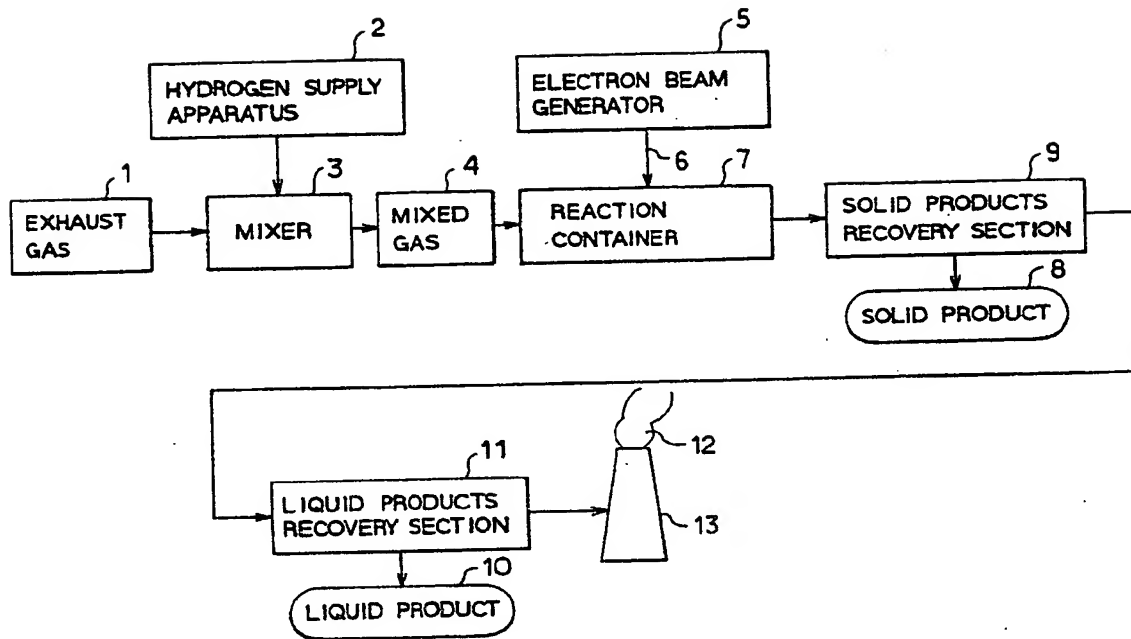 2
HYDROGEN SUPPLY
APPARATUS
5
ELECTRON BEAM
GENERATOR
1
EXHAUST
GAS
3
MIXER
4
MIXED
GAS
6
7
REACTION
CONTAINER
9
SOLID PRODUCTS
RECOVERY SECTION
8
SOLID PRODUCT
11
LIQUID PRODUCTS
RECOVERY SECTION
10
LIQUID PRODUCT
12
13